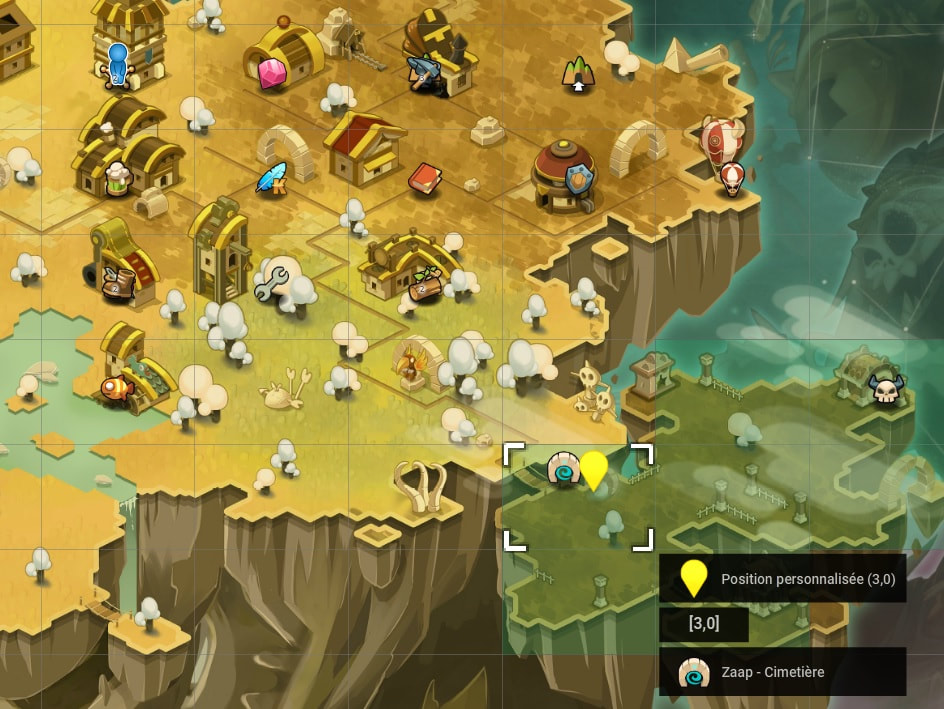 Position personnalisée (3,0)
[3,0]
Zaap - Cimetière